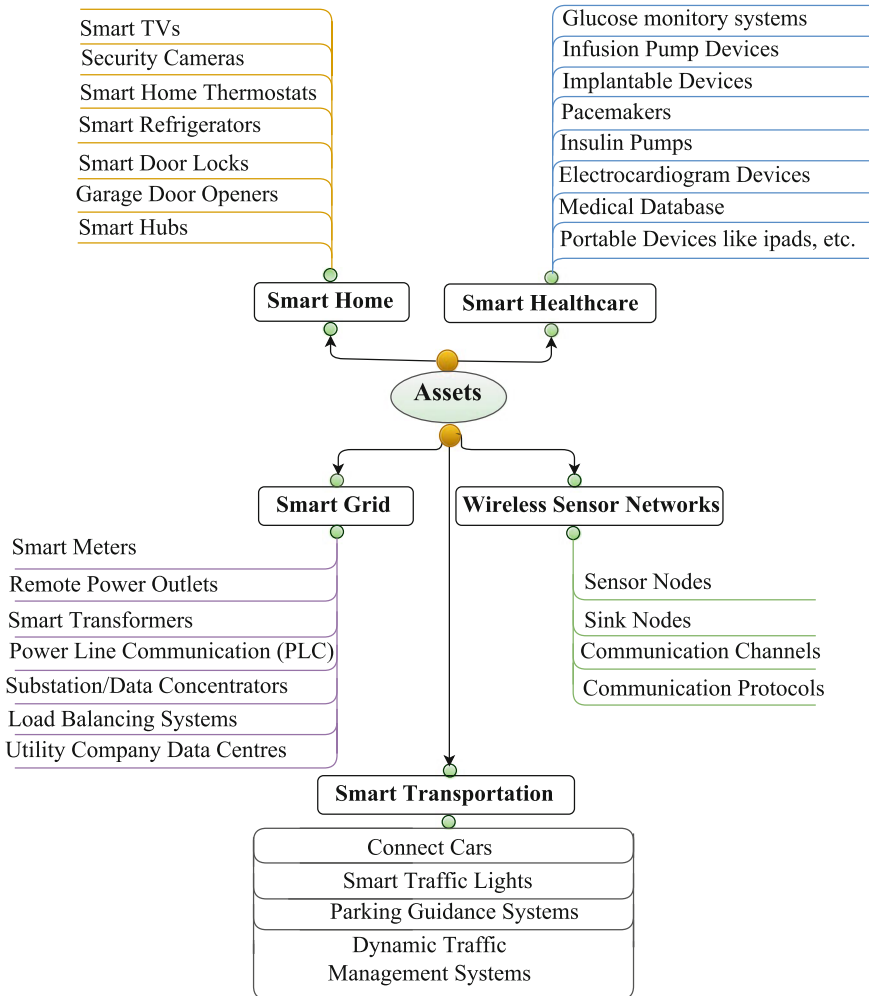 Smart TVs
Security Cameras
Smart Home Thermostats
Smart Refrigerators
Smart Door Locks
Garage Door Openers
Smart Hubs
Smart Home
Glucose monitory systems
Infusion Pump Devices
Implantable Devices
Pacemakers
Insulin Pumps
Electrocardiogram Devices
Medical Database
Portable Devices like ipads, etc.
Smart Healthcare
Assets
Smart Grid
Smart Meters
Remote Power Outlets
Smart Transformers
Power Line Communication (PLC)
Substation/Data Concentrators
Load Balancing Systems
Utility Company Data Centres
Wireless Sensor Networks
Sensor Nodes
Sink Nodes
Communication Channels
Communication Protocols
Smart Transportation
Connect Cars
Smart Traffic Lights
Parking Guidance Systems
Dynamic Traffic
Management Systems